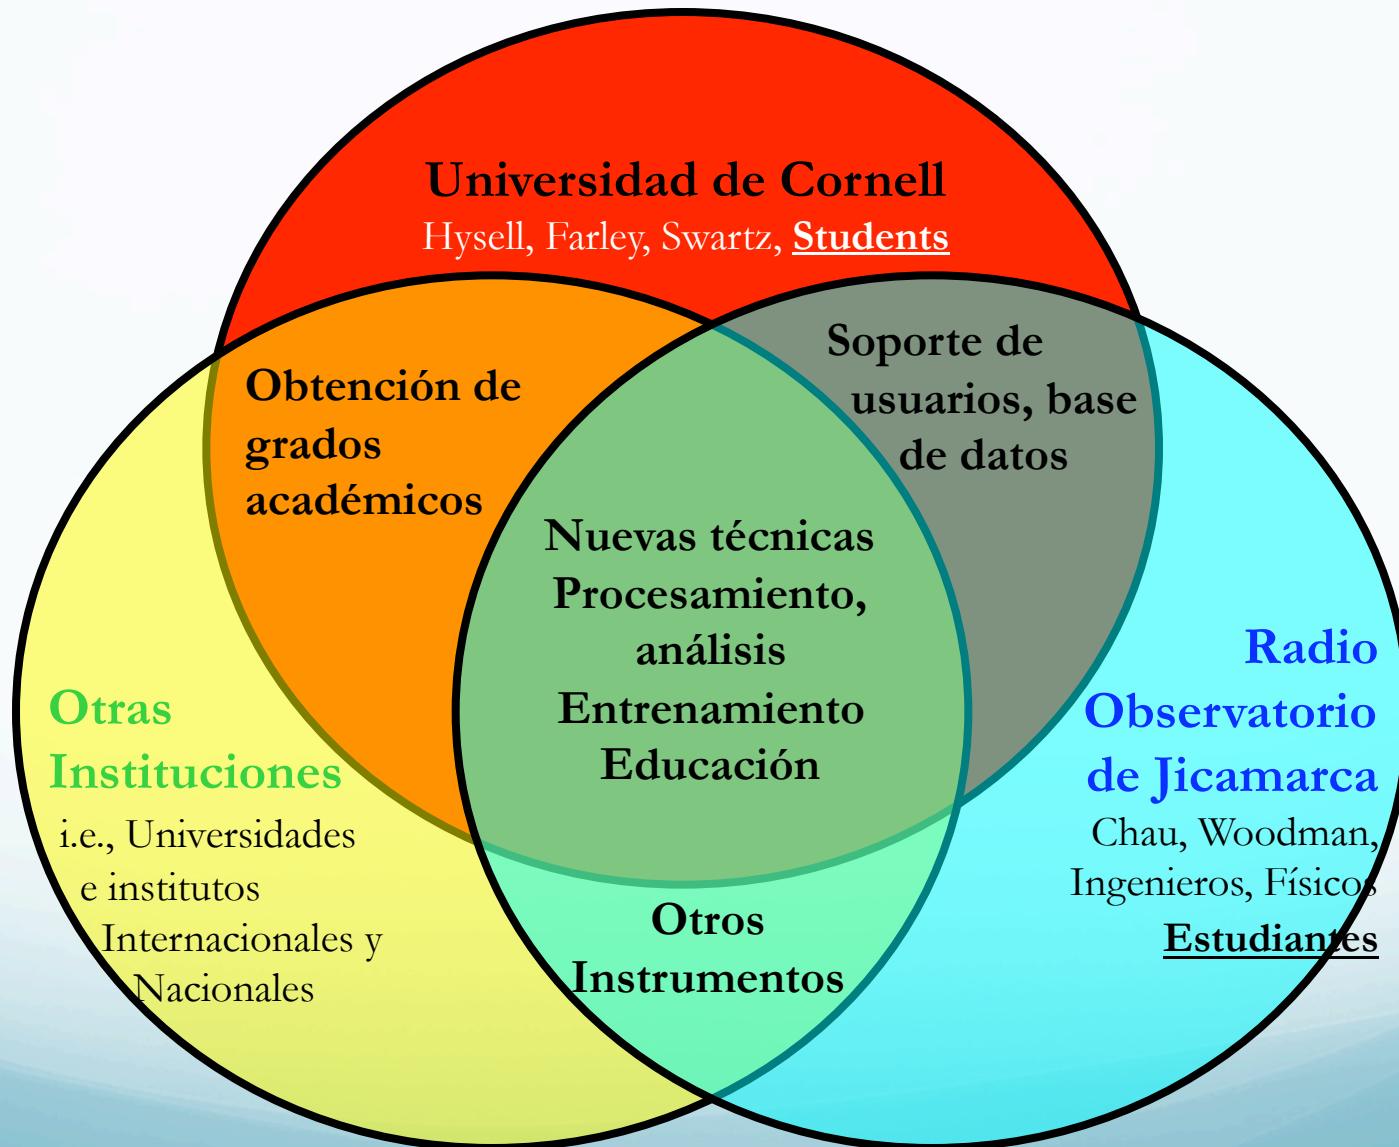 Universidad de Cornell
Hysell, Farley, Swartz, Students
Obtención de
grados
académicos
Soporte de
usuarios, base
de datos
Nuevas técnicas
Procesamiento,
análisis
Entrenamiento
Educación
Otras
Instituciones
i.e., Universidades
e institutos
Internacionales y
Nacionales
Radio
Observatorio
de Jicamarca
Chau, Woodman,
Ingenieros, Físicos
Estudiantes
Otros
Instrumentos